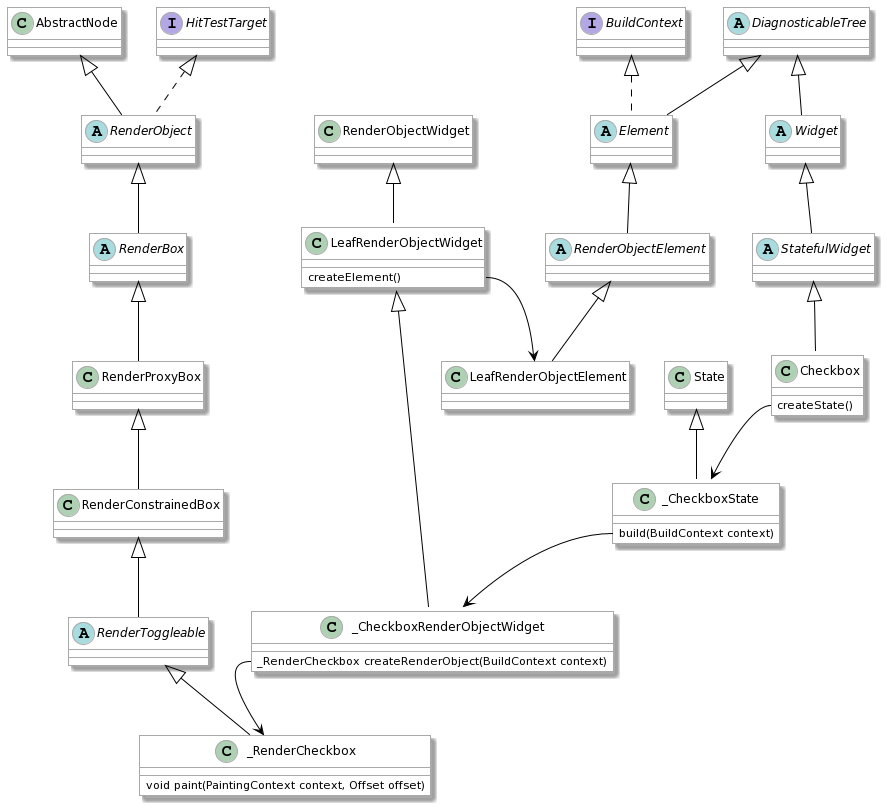 C AbstractNode
I HitTestTarget
I BuildContext
A DiagnosticableTree
A RenderObject
C RenderObjectWidget
A Element
A Widget
A RenderBox
C LeafRenderObjectWidget
createElement()
A RenderObjectElement
A StatefulWidget
C RenderProxyBox
C LeafRenderObjectElement
C State
C Checkbox
createState()
C RenderConstrainedBox
C _CheckboxState
build(BuildContext context)
A RenderToggleable
C _CheckboxRenderObjectWidget
_RenderCheckbox createRenderObject(BuildContext context)
C _RenderCheckbox
void paint(PaintingContext context, Offset offset)